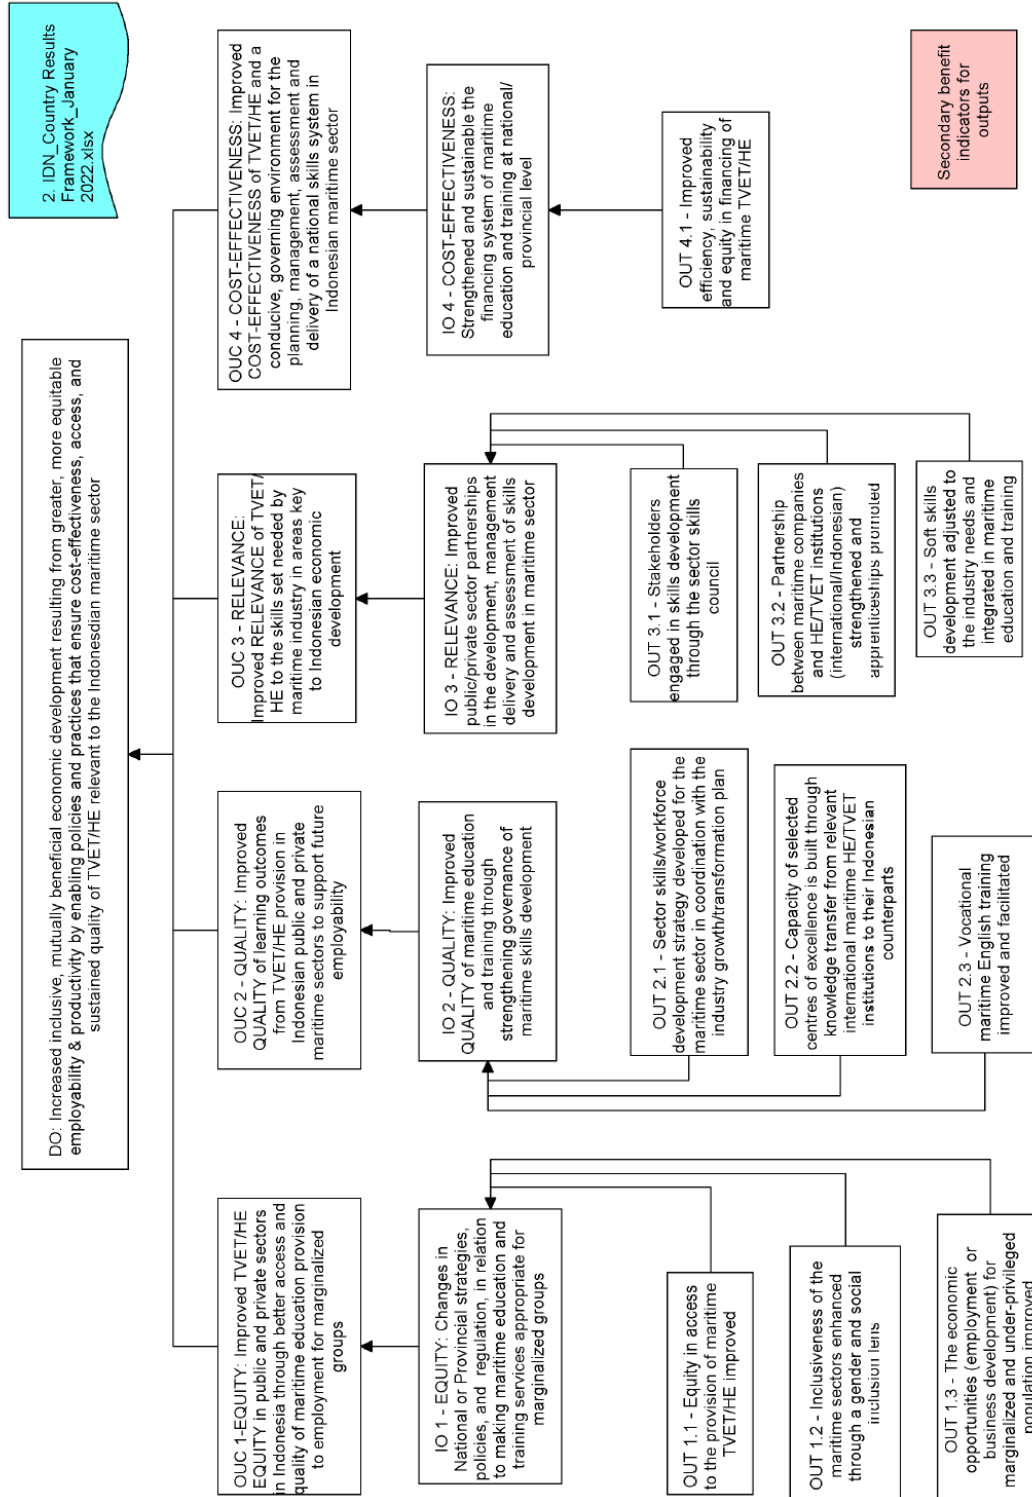 2. IDN_Country Results
Framework_January
2022.xlsx
DO: Increased inclusive, mutually beneficial economic development resulting from greater, more equitable
employability & productivity by enabling policies and practices that ensure cost-effectiveness, access, and
sustained quality of TVET/HE relevant to the Indonesdian maritime sector
OUC 1-EQUITY: Improved TVET/HE
EQUITY in public and private sectors
in Indonesia through better access and
quality of maritime education provision
to employment for marginalized
groups
OUC 2 - QUALITY: Improved
QUALITY of learning outcomes
from TVET/HE provision in
Indonesian public and private
maritime sectors to support future
employability
OUC 3 - RELEVANCE:
Improved RELEVANCE of TVET/
HE to the skills set needed by
maritime industry in areas key
to Indonesian economic
development
OUC 4 - COST-EFFECTIVENESS: Improved
COST-EFFECTIVENESS of TVET/HE and a
conducive, governing environment for the
planning, management, assessment and
delivery of a national skills system in
Indonesian maritime sector
IO 1 - EQUITY: Changes in
National or Provincial strategies,
policies, and regulation, in relation
to making maritime education and
training services appropriate for
marginalized groups
IO 2 - QUALITY: Improved
QUALITY of maritime education
and training through
strengthening governance of
maritime skills development
IO 3 - RELEVANCE: Improved
public/private sector partnerships
in the development, management
delivery and assessment of skills
development in maritime sector
IO 4 - COST-EFFECTIVENESS:
Strengthened and sustainable the
financing system of maritime
education and training at national/
provincial level
OUT 1.1 - Equity in access
to the provision of maritime
TVET/HE improved
OUT 2.1 - Sector skills/workforce
development strategy developed for the
maritime sector in coordination with the
industry growth/transformation plan
OUT 3.1 - Stakeholders
engaged in skills development
through the sector skills
council
OUT 4.1 - Improved
efficiency, sustainability
and equity in financing of
maritime TVET/HE
OUT 1.2 - Inclusiveness of the
maritime sectors enhanced
through a gender and social
inclusion lens
OUT 2.2 - Capacity of selected
centres of excellence is built through
knowledge transfer from relevant
international maritime HE/TVET
institutions to their Indonesian
counterparts
OUT 3.2 - Partnership
between maritime companies
and HE/TVET institutions
(international/Indonesian)
strengthened and
apprenticeships promoted
OUT 1.3 - The economic
opportunities (employment or
business development) for
marginalized and under-privileged
population improved
OUT 2.3 - Vocational
maritime English training
improved and facilitated
OUT 3.3 - Soft skills
development adjusted to
the industry needs and
integrated in maritime
education and training
Secondary benefit
indicators for
outputs